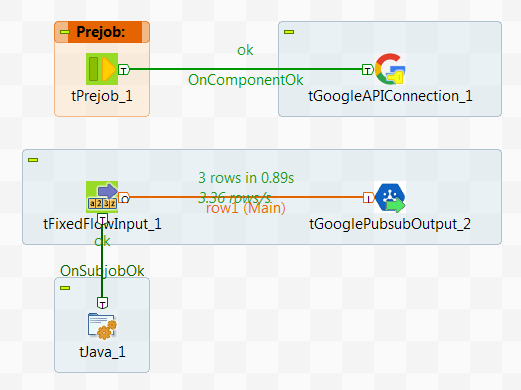 Prejob:
ok
OnComponentOk
tPrejob_1
tGoogleAPIConnection_1
3 rows in 0.89s
3.36 rows/s
row1 (Main)
tFixedFlowInput_1
tGooglePubsubOutput_2
ok
OnSubjobOk
tJava_1